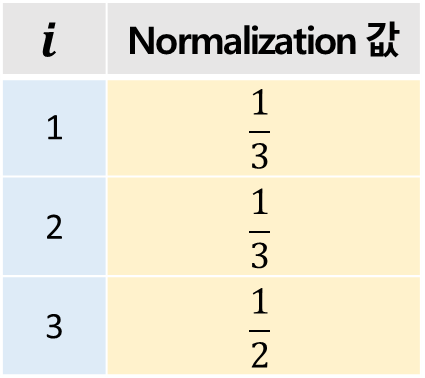 i Normalization 값
1 1/3
2 1/3
3 1/2